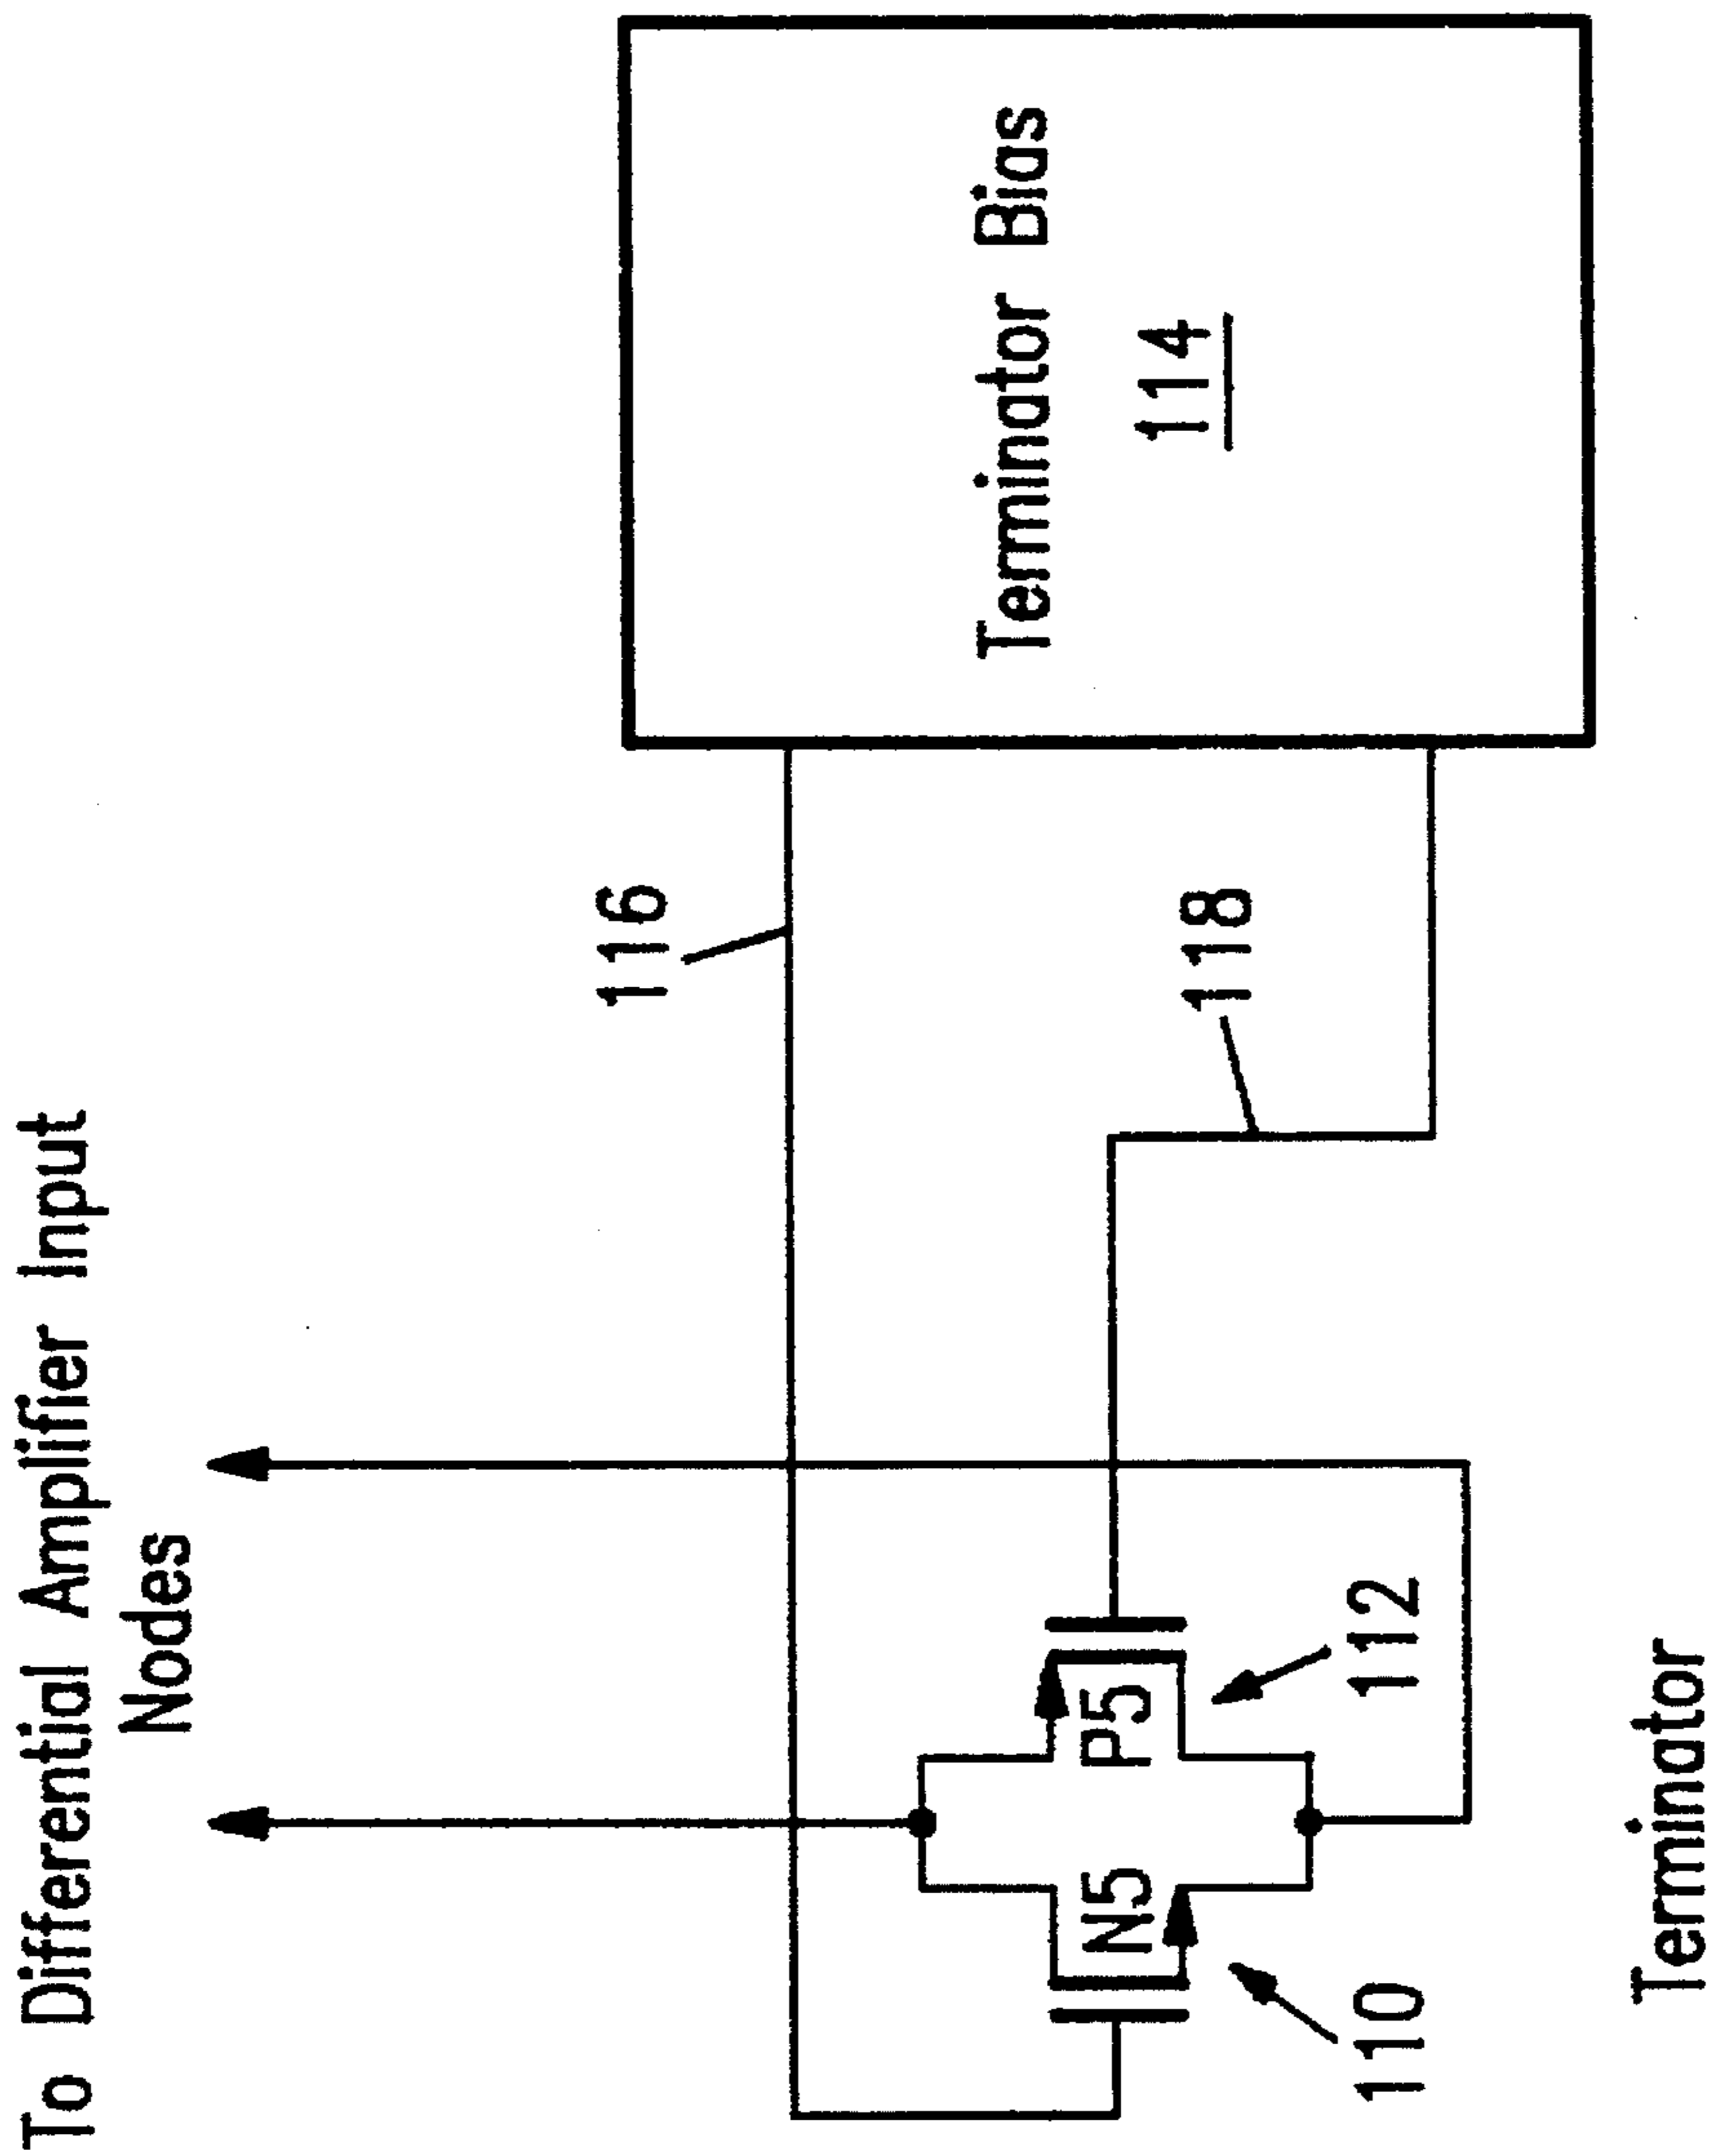 To Differential Amplifier Input
Nodes
116
Terminator Bias
114
118
N5
P5
110
112
Terminator